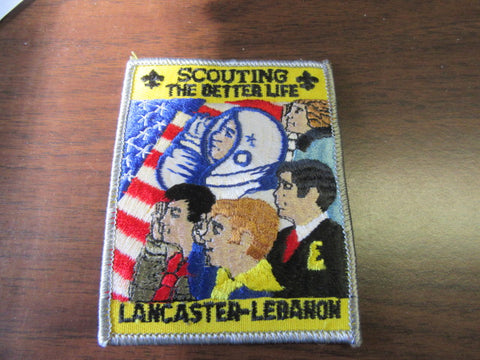 SCOUTING
THE BETTER LIFE
E
LANCASTER-LEBANON